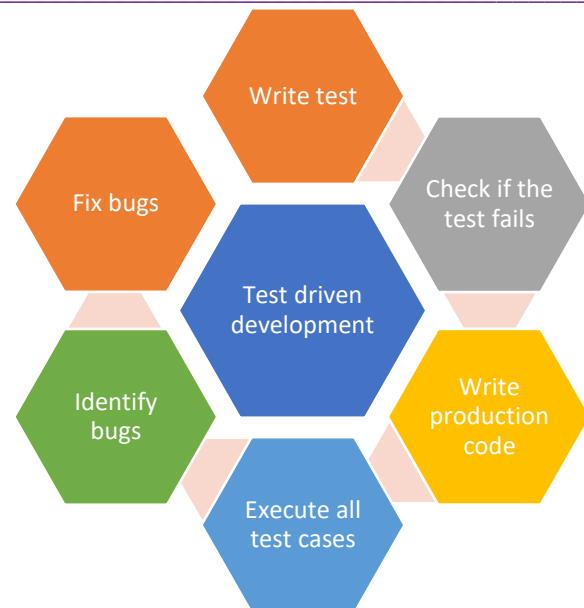 Write test
Check if the
test fails
Fix bugs
Test driven
development
Write
production
code
Identify
bugs
Execute all
test cases